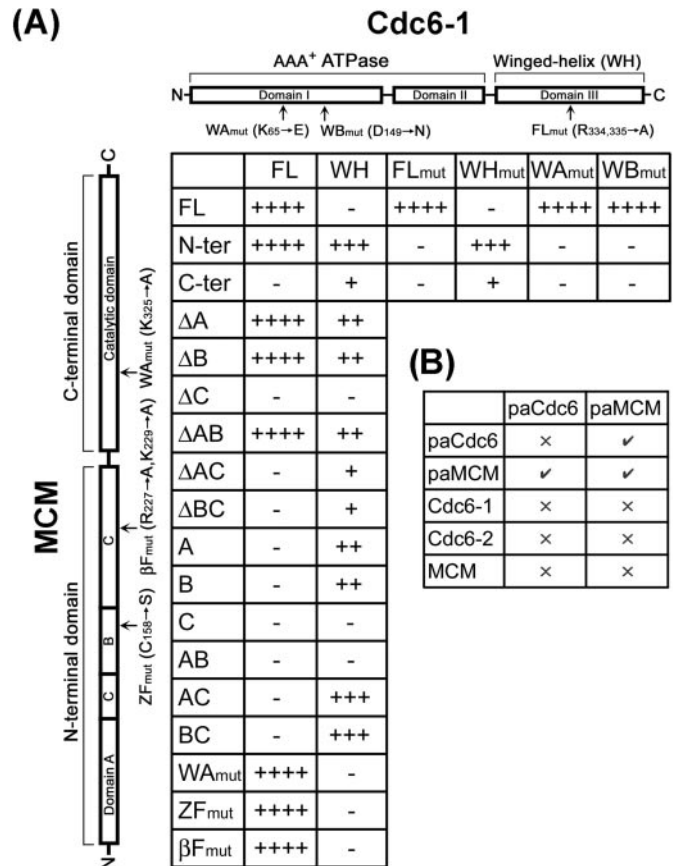 (A)
Cdc6-1
AAA+ ATPase
Winged-helix (WH)
N
Domain I
Domain II
Domain III
C
WAmut (K65→E)
WBmut (D149→N)
FLmut (R334,335→A)
FL WH FLmut WHmut WAmut WBmut
FL ++++ - ++++ - ++++ ++++
N-ter ++++ +++ - +++ - -
C-ter - + - + - -
ΔA ++++ ++
ΔB ++++ ++
ΔC - -
ΔAB ++++ ++
ΔAC - +
ΔBC - +
A - ++
B - ++
C - -
AB - -
AC - +++
BC - +++
WAmut ++++ -
ZFmut ++++ -
βFmut ++++ -
MCM
C-terminal domain
N-terminal domain
C
Catalytic domain
C
B
C
Domain A
N
WAmut (K325→A)
βFmut (R227→A,K229→A)
ZFmut (C158→S)
(B)
paCdc6 paMCM
paCdc6 × ✔
paMCM ✔ ✔
Cdc6-1 × ×
Cdc6-2 × ×
MCM × ×